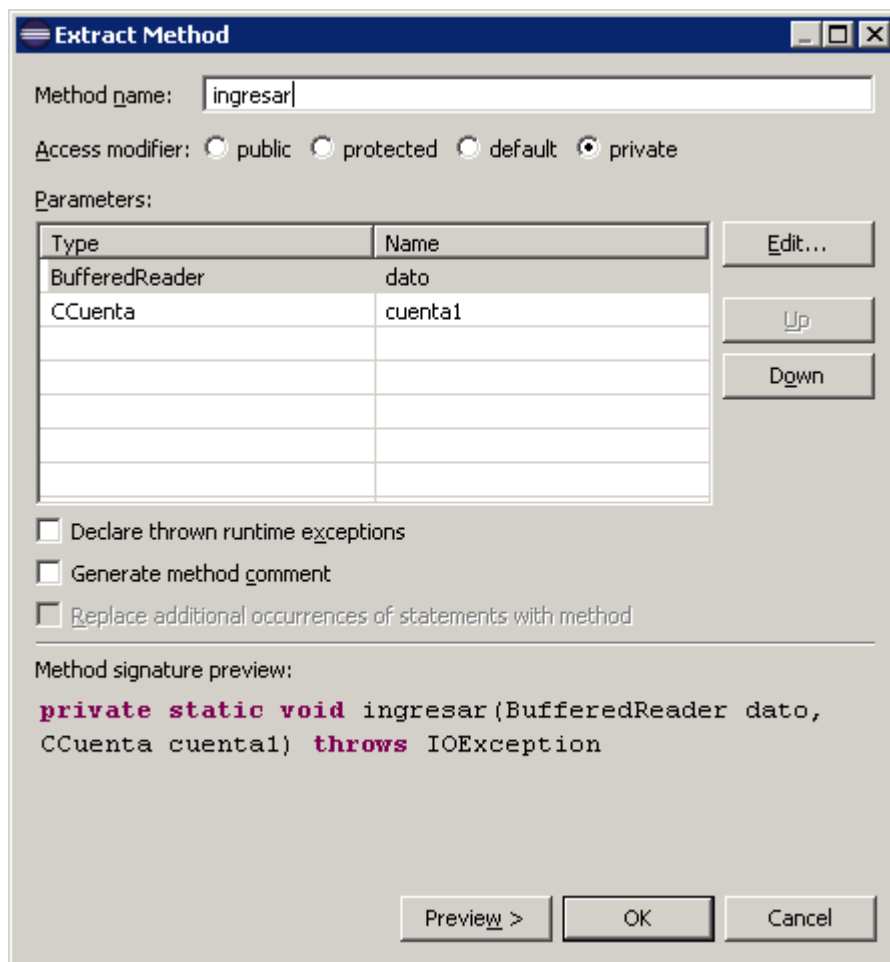 Extract Method
Method name: ingresar
Access modifier: public protected default private
Parameters:
Type Name
BufferedReader dato
CCuenta cuenta1
Edit...
Up
Down
Declare thrown runtime exceptions
Generate method comment
Replace additional occurrences of statements with method
Method signature preview:
private static void ingresar(BufferedReader dato,
CCuenta cuenta1) throws IOException
Preview > OK Cancel